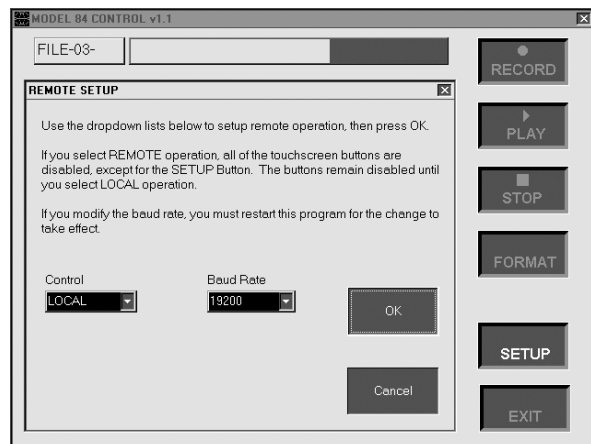 MODEL 84 CONTROL v1.1
FILE-03-
RECORD
PLAY
STOP
FORMAT
SETUP
EXIT
REMOTE SETUP
Use the dropdown lists below to setup remote operation, then press OK.
If you select REMOTE operation, all of the touchscreen buttons are
disabled, except for the SETUP Button. The buttons remain disabled until
you select LOCAL operation.
If you modify the baud rate, you must restart this program for the change to
take effect.
Control
Baud Rate
LOCAL
19200
OK
Cancel